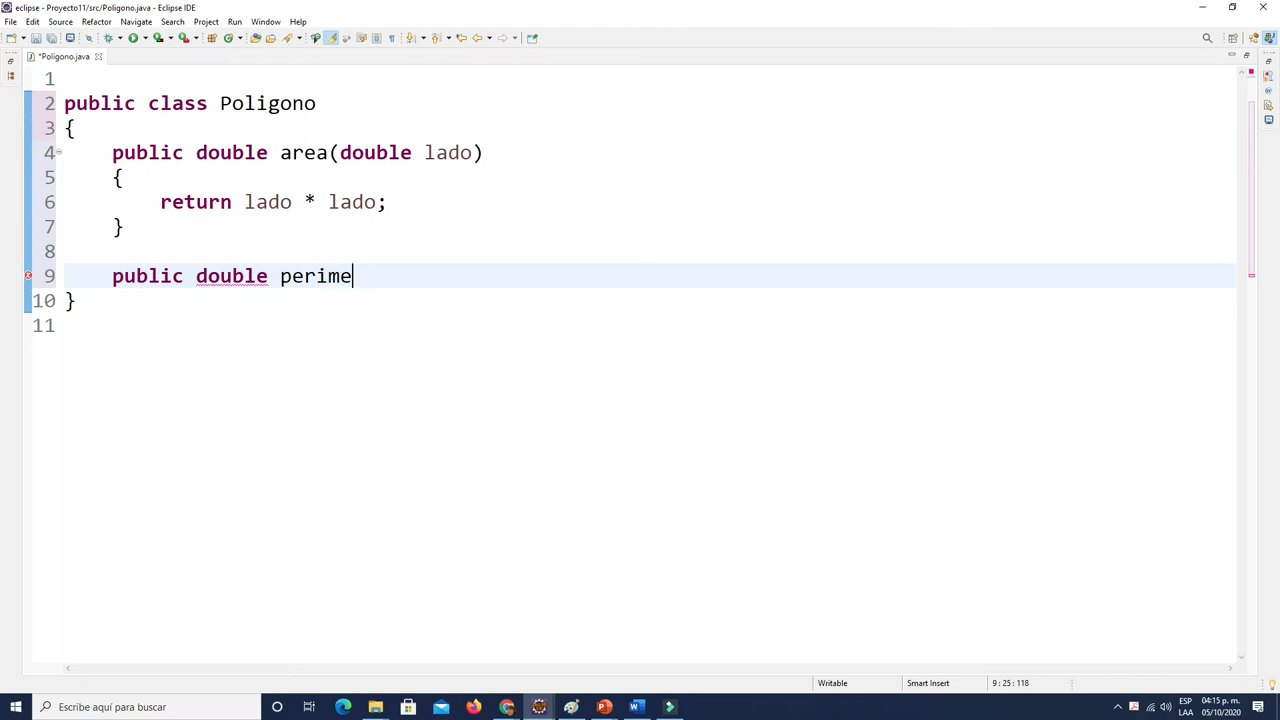 eclipse - Proyecto11/src/Poligono.java - Eclipse IDE
File Edit Source Refactor Navigate Search Project Run Window Help
*Poligono.java
1
2 public class Poligono
3 {
4 public double area(double lado)
5 {
6 return lado * lado;
7 }
8
9 public double perime
10 }
11
Writable Smart Insert 9 : 25 : 118
Escribe aquí para buscar
ESP 04:15 p. m.
LAA 05/10/2020